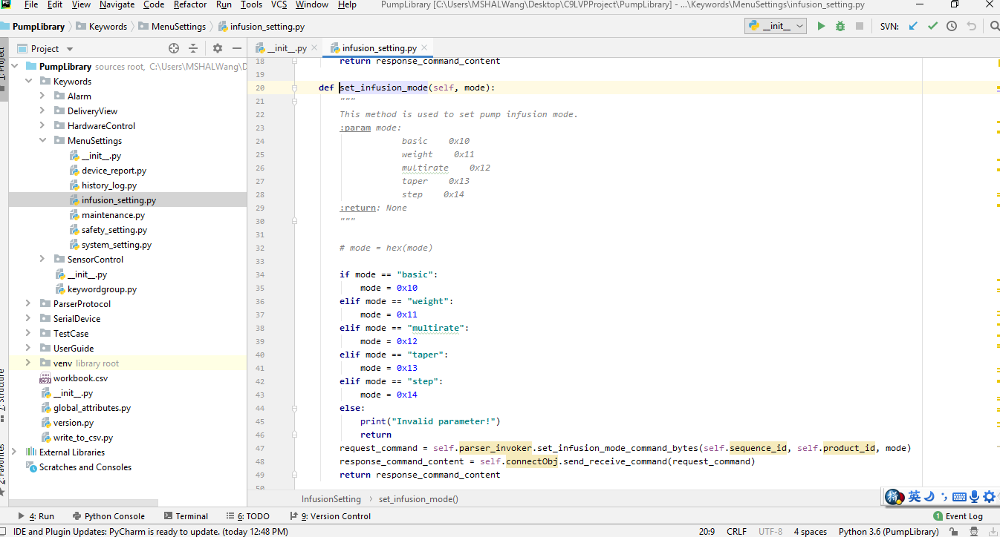 File Edit View Navigate Code Refactor Run Tools VCS Window Help PumpLibrary [C:\Users\MSHALWang\Desktop\C9LVPProject\PumpLibrary] - ...\Keywords\MenuSettings\infusion_setting.py
PumpLibrary Keywords MenuSettings infusion_setting.py __init__ SVN:
Project __init__.py infusion_setting.py
1: Project
PumpLibrary sources root, C:\Users\MSHALWang\D
Keywords
Alarm
DeliveryView
HardwareControl
MenuSettings
__init__.py
device_report.py
history_log.py
infusion_setting.py
maintenance.py
safety_setting.py
system_setting.py
SensorControl
__init__.py
keywordgroup.py
ParserProtocol
SerialDevice
TestCase
UserGuide
venv library root
workbook.csv
__init__.py
global_attributes.py
version.py
write_to_csv.py
External Libraries
Scratches and Consoles
7: Structure
2: Favorites
18 return response_command_content
19
20 def set_infusion_mode(self, mode):
21 """
22 This method is used to set pump infusion mode.
23 :param mode:
24 basic 0x10
25 weight 0x11
26 multirate 0x12
27 taper 0x13
28 step 0x14
29 :return: None
30 """
31
32 # mode = hex(mode)
33
34 if mode == "basic":
35 mode = 0x10
36 elif mode == "weight":
37 mode = 0x11
38 elif mode == "multirate":
39 mode = 0x12
40 elif mode == "taper":
41 mode = 0x13
42 elif mode == "step":
43 mode = 0x14
44 else:
45 print("Invalid parameter!")
46 return
47 request_command = self.parser_invoker.set_infusion_mode_command_bytes(self.sequence_id, self.product_id, mode)
48 response_command_content = self.connectObj.send_receive_command(request_command)
49 return response_command_content
50
InfusionSetting set_infusion_mode()
英
4: Run Python Console Terminal 6: TODO 9: Version Control 1 Event Log
IDE and Plugin Updates: PyCharm is ready to update. (today 12:48 PM) 20:9 CRLF UTF-8 4 spaces Python 3.6 (PumpLibrary)